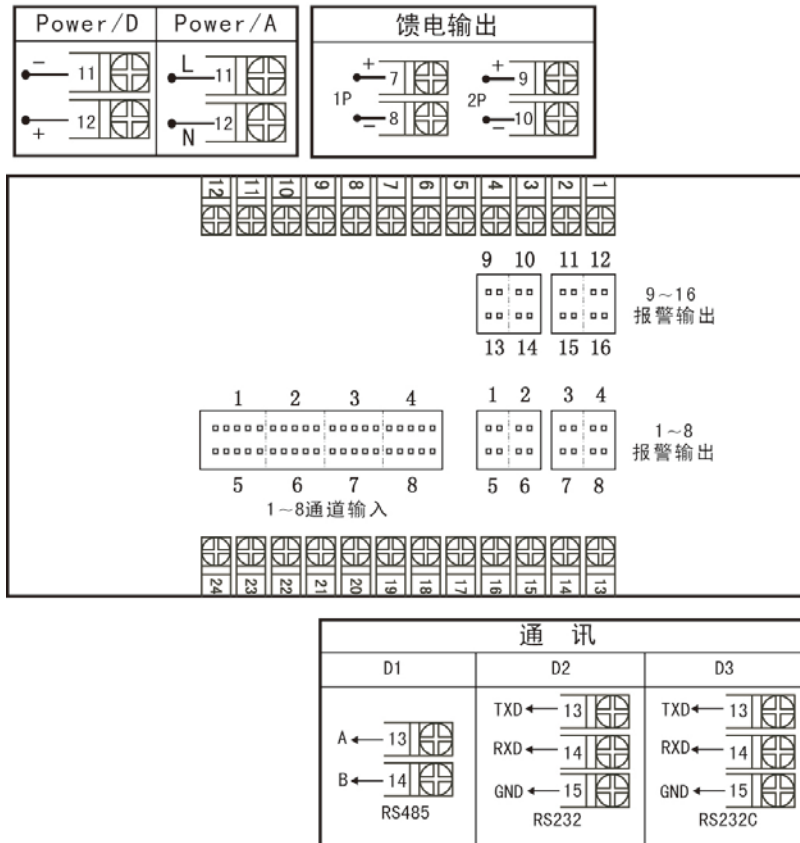 Power/D Power/A
馈电输出
− 11 L 11
+ 12 N 12
+ 7 + 9
1P 2P
− 8 − 10
12 11 10 9 8 7 6 5 4 3 2 1
9 10 11 12
9~16
报警输出
13 14 15 16
1 2 3 4
1 2 3 4
1~8
报警输出
5 6 7 8
5 6 7 8
1~8通道输入
24 23 22 21 20 19 18 17 16 15 14 13
通 讯
D1 D2 D3
A 13
B 14
RS485
TXD 13
RXD 14
GND 15
RS232
TXD 13
RXD 14
GND 15
RS232C